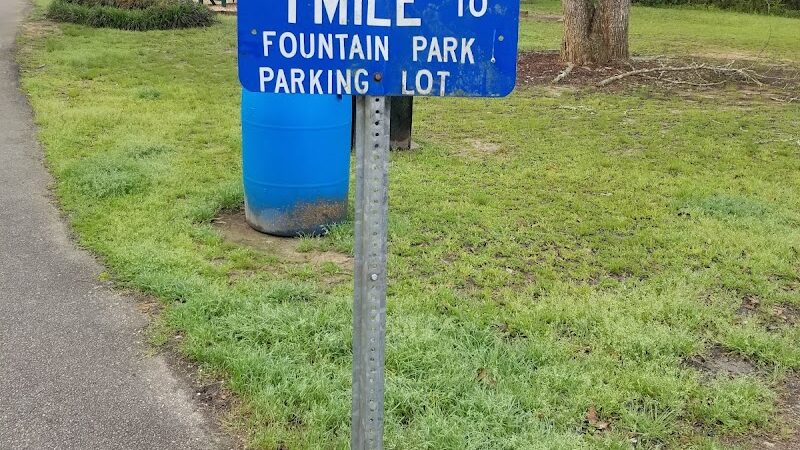 1 MILE TO
FOUNTAIN PARK
PARKING LOT